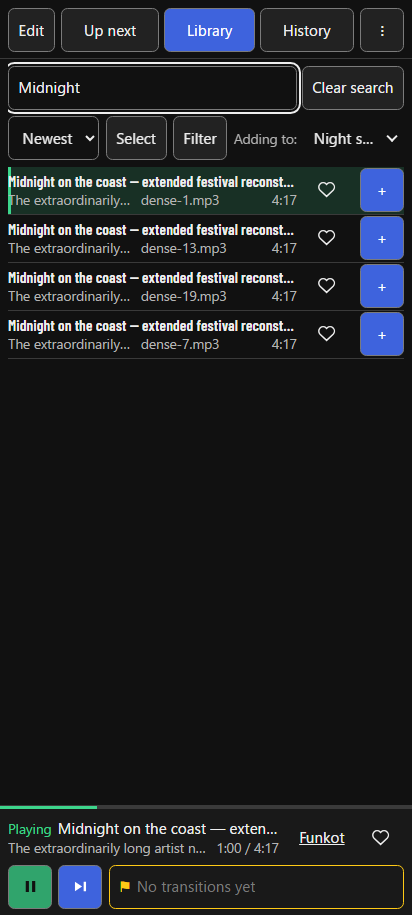 Edit Up next Library History ⋮
Midnight Clear search
Newest Select Filter Adding to: Night s...
Midnight on the coast — extended festival reconst...
The extraordinarily... dense-1.mp3 4:17 +
Midnight on the coast — extended festival reconst...
The extraordinarily... dense-13.mp3 4:17 +
Midnight on the coast — extended festival reconst...
The extraordinarily... dense-19.mp3 4:17 +
Midnight on the coast — extended festival reconst...
The extraordinarily... dense-7.mp3 4:17 +
Playing Midnight on the coast — exten...
The extraordinarily long artist n... 1:00 / 4:17 Funkot
No transitions yet